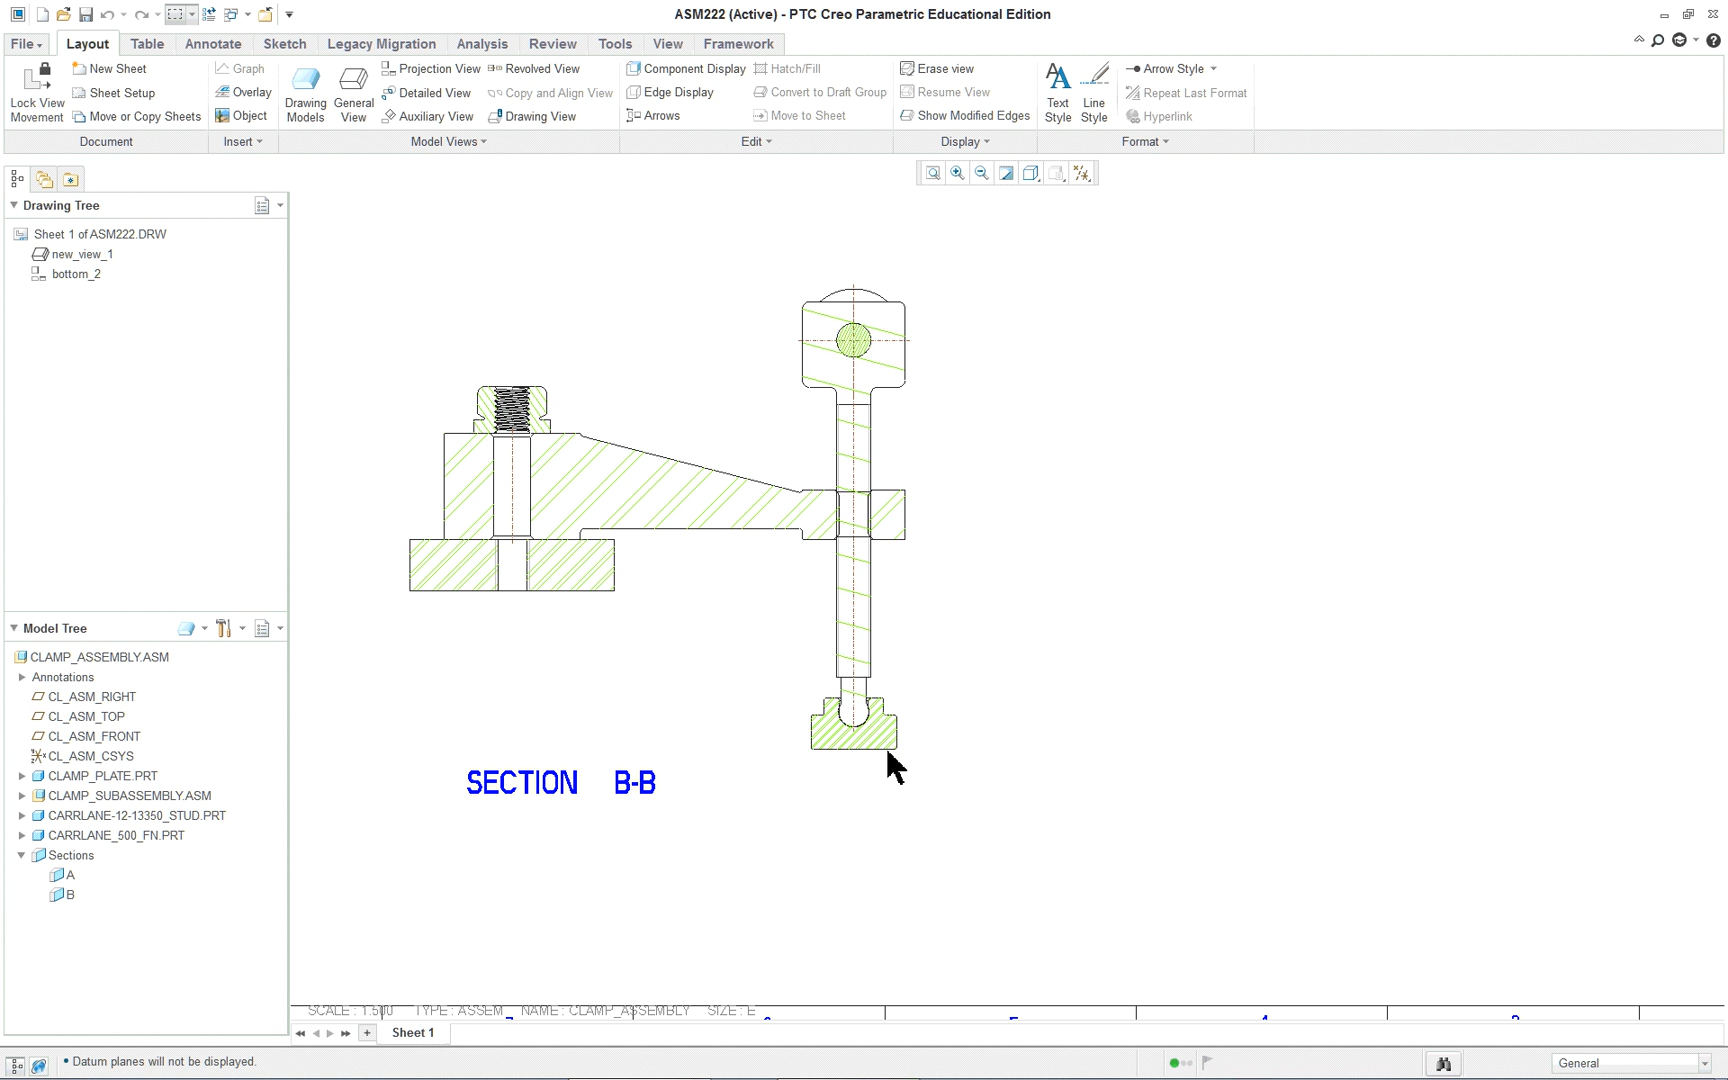 ASM222 (Active) - PTC Creo Parametric Educational Edition
File Layout Table Annotate Sketch Legacy Migration Analysis Review Tools View Framework
Lock View Movement
New Sheet
Sheet Setup
Move or Copy Sheets
Document
Graph
Overlay
Object
Insert
Drawing Models
General View
Projection View
Detailed View
Auxiliary View
Revolved View
Copy and Align View
Drawing View
Model Views
Component Display
Edge Display
Arrows
Hatch/Fill
Convert to Draft Group
Move to Sheet
Edit
Erase view
Resume View
Show Modified Edges
Display
Text Style
Line Style
Arrow Style
Repeat Last Format
Hyperlink
Format
Drawing Tree
Sheet 1 of ASM222.DRW
new_view_1
bottom_2
Model Tree
CLAMP_ASSEMBLY.ASM
Annotations
CL_ASM_RIGHT
CL_ASM_TOP
CL_ASM_FRONT
CL_ASM_CSYS
CLAMP_PLATE.PRT
CLAMP_SUBASSEMBLY.ASM
CARRLANE-12-13350_STUD.PRT
CARRLANE_500_FN.PRT
Sections
A
B
SECTION B-B
SCALE : 1.500 TYPE : ASSEM NAME : CLAMP_ASSEMBLY SIZE : E
Sheet 1
• Datum planes will not be displayed.
General